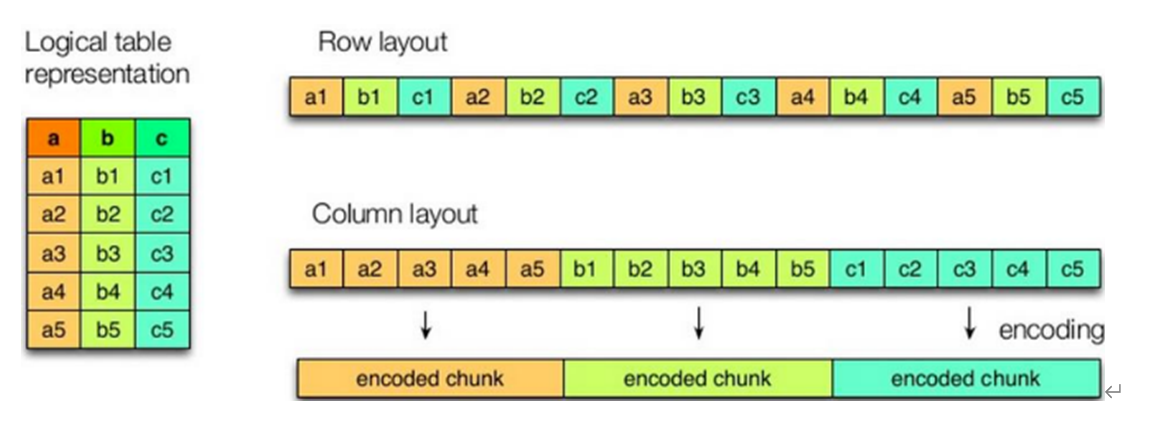 Logical table
representation
a b c
a1 b1 c1
a2 b2 c2
a3 b3 c3
a4 b4 c4
a5 b5 c5
Row layout
a1 b1 c1 a2 b2 c2 a3 b3 c3 a4 b4 c4 a5 b5 c5
Column layout
a1 a2 a3 a4 a5 b1 b2 b3 b4 b5 c1 c2 c3 c4 c5
encoding
encoded chunk encoded chunk encoded chunk